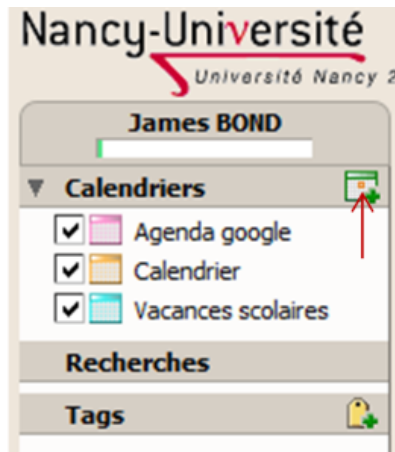 Nancy-Université
Université Nancy 2
James BOND
Calendriers
Agenda google
Calendrier
Vacances scolaires
Recherches
Tags